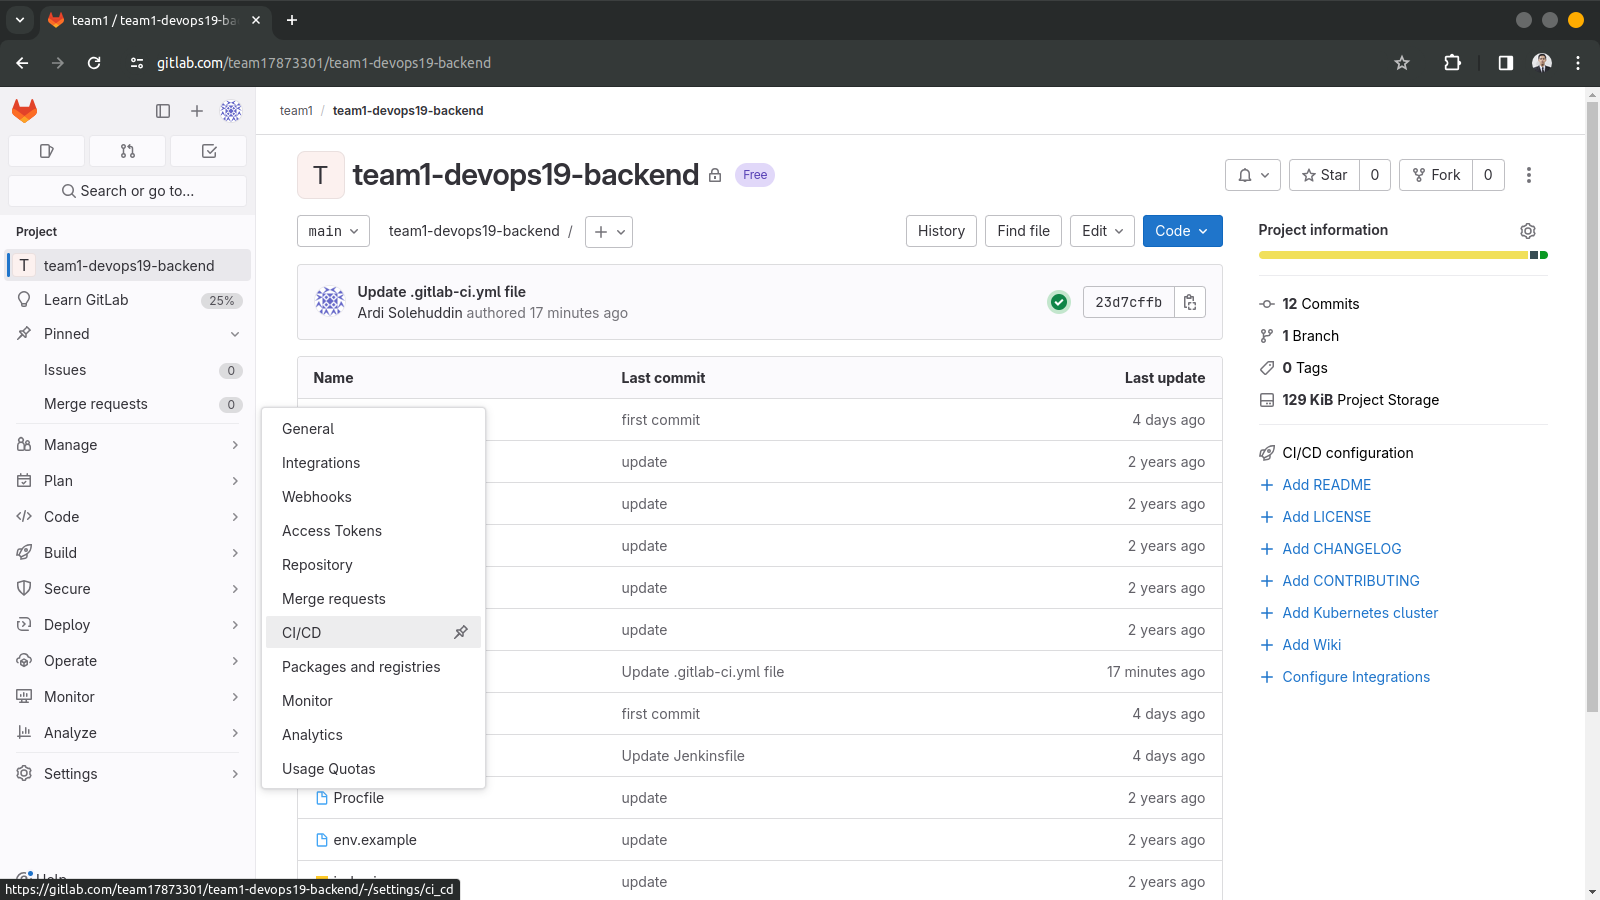 team1 / team1-devops19-ba
gitlab.com/team17873301/team1-devops19-backend
team1 / team1-devops19-backend
Search or go to...
Project
T team1-devops19-backend
Learn GitLab 25%
Pinned
Issues 0
Merge requests 0
Manage
Plan
Code
Build
Secure
Deploy
Operate
Monitor
Analyze
Settings
Help
General
Integrations
Webhooks
Access Tokens
Repository
Merge requests
CI/CD
Packages and registries
Monitor
Analytics
Usage Quotas
T team1-devops19-backend Free
Star 0 Fork 0
main team1-devops19-backend / History Find file Edit Code
Update .gitlab-ci.yml file
Ardi Solehuddin authored 17 minutes ago
23d7cffb
Name Last commit Last update
first commit 4 days ago
update 2 years ago
update 2 years ago
update 2 years ago
update 2 years ago
update 2 years ago
Update .gitlab-ci.yml file 17 minutes ago
first commit 4 days ago
Update Jenkinsfile 4 days ago
Procfile update 2 years ago
env.example update 2 years ago
update 2 years ago
Project information
12 Commits
1 Branch
0 Tags
129 KiB Project Storage
CI/CD configuration
Add README
Add LICENSE
Add CHANGELOG
Add CONTRIBUTING
Add Kubernetes cluster
Add Wiki
Configure Integrations
https://gitlab.com/team17873301/team1-devops19-backend/-/settings/ci_cd